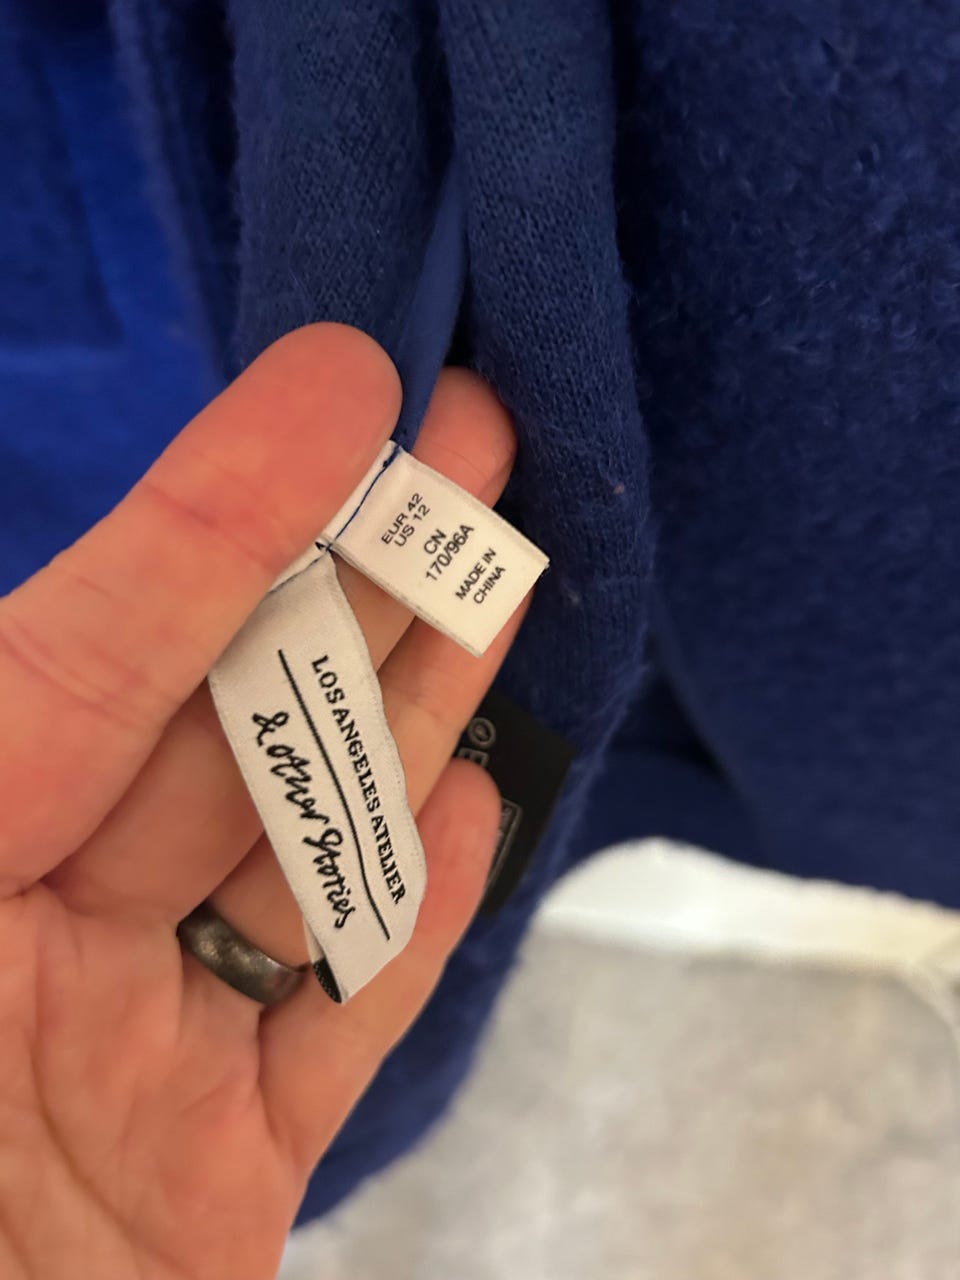 EUR 42
US 12
CN
170/96A
MADE IN
CHINA
LOS ANGELES ATELIER
& other Stories